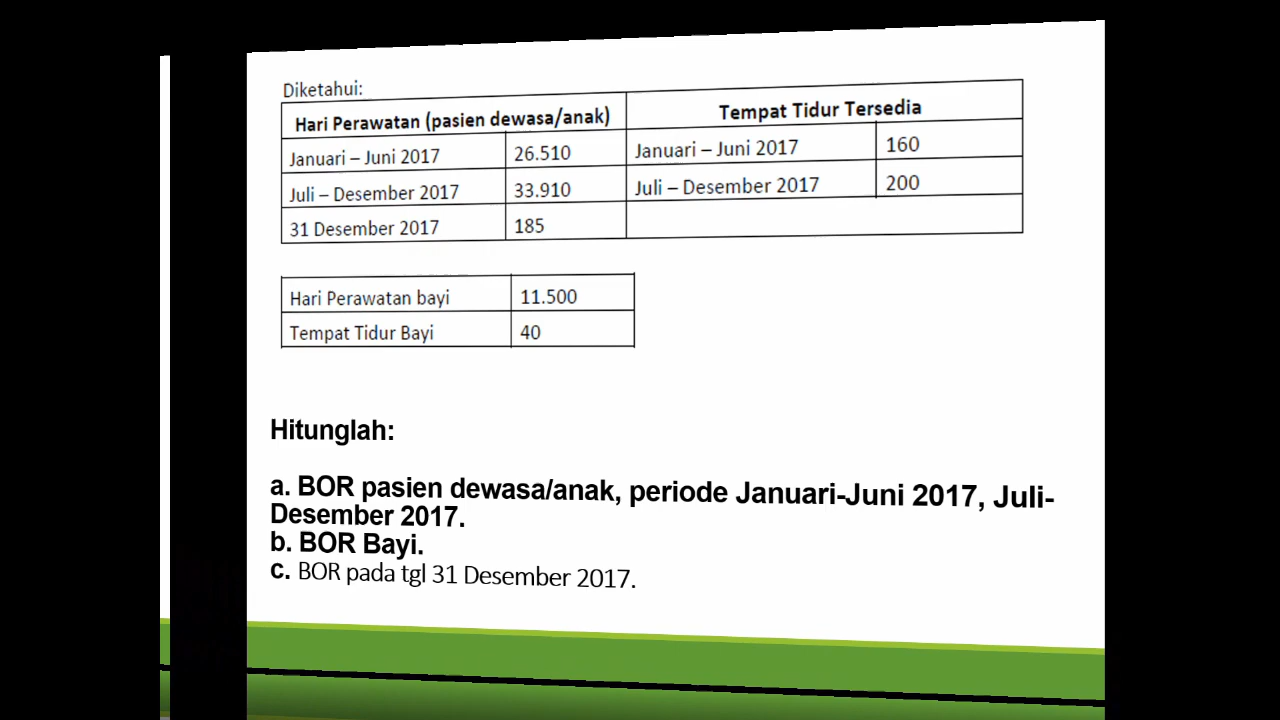 Diketahui:
Hari Perawatan (pasien dewasa/anak) Tempat Tidur Tersedia
Januari – Juni 2017 26.510 Januari – Juni 2017 160
Juli – Desember 2017 33.910 Juli – Desember 2017 200
31 Desember 2017 185
Hari Perawatan bayi 11.500
Tempat Tidur Bayi 40
Hitunglah:
a. BOR pasien dewasa/anak, periode Januari-Juni 2017, Juli-
Desember 2017.
b. BOR Bayi.
c. BOR pada tgl 31 Desember 2017.